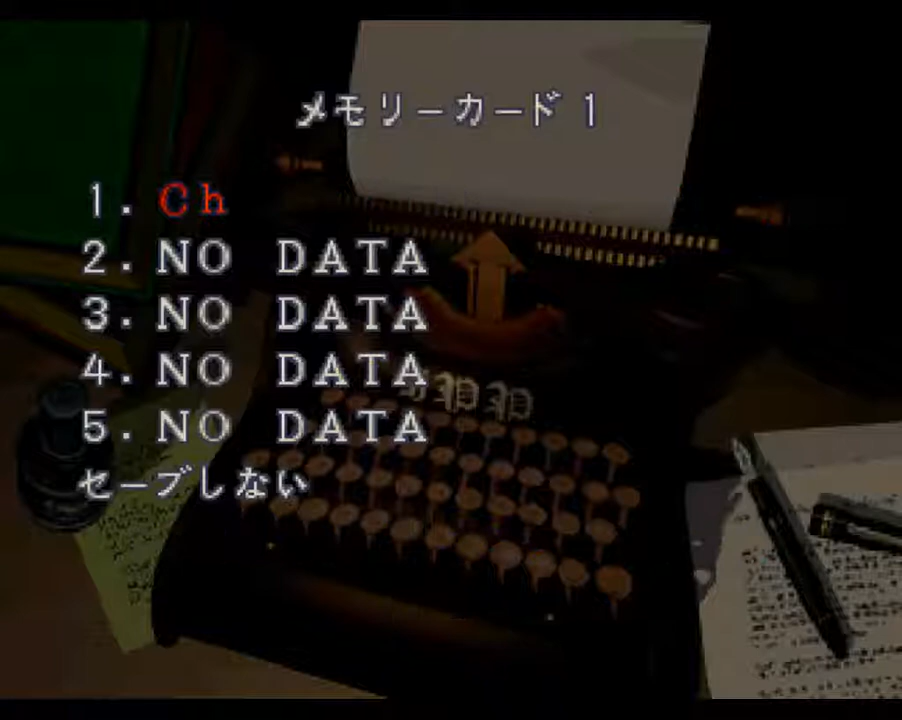 メモリーカード 1
1. Ch
2. NO DATA
3. NO DATA
4. NO DATA
5. NO DATA
セーブしない